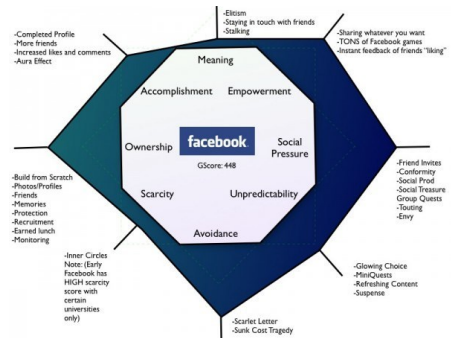 -Elitism
-Staying in touch with friends
-Stalking
-Completed Profile
-More friends
-Increased likes and comments
-Aura Effect
-Sharing whatever you want
-TONS of Facebook games
-Instant feedback of friends "liking"
Meaning
Accomplishment
Empowerment
Ownership
facebook
GScore: 448
Social
Pressure
Scarcity
Unpredictability
Avoidance
-Build from Scratch
-Photos/Profiles
-Friends
-Memories
-Protection
-Recruitment
-Earned lunch
-Monitoring
-Friend Invites
-Conformity
-Social Prod
-Social Treasure
Group Quests
-Touting
-Envy
-Inner Circles
Note: (Early
Facebook has
HIGH scarcity
score with
certain
universities
only)
-Glowing Choice
-MiniQuests
-Refreshing Content
-Suspense
-Scarlet Letter
-Sunk Cost Tragedy